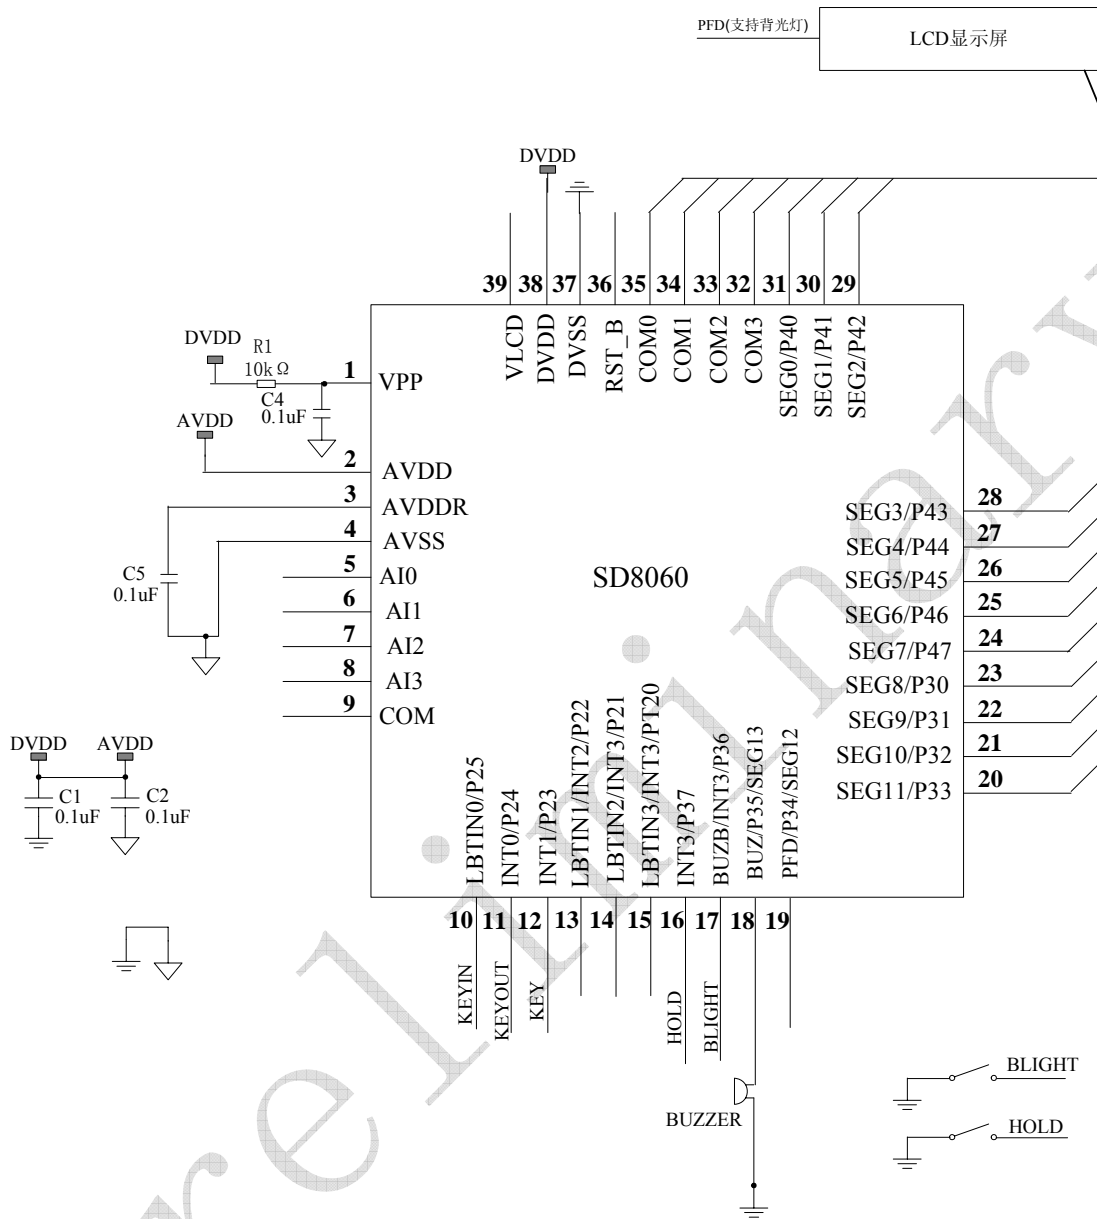 PFD(支持背光灯)
LCD显示屏
DVDD
39 38 37 36 35 34 33 32 31 30 29
VLCD
DVDD
DVSS
RST_B
COM0
COM1
COM2
COM3
SEG0/P40
SEG1/P41
SEG2/P42
DVDD
R1
10kΩ
1
VPP
C4
0.1uF
AVDD
2
AVDD
3
AVDDR
4
AVSS
5
AI0
6
AI1
7
AI2
8
AI3
9
COM
C5
0.1uF
SD8060
SEG3/P43
28
SEG4/P44
27
SEG5/P45
26
SEG6/P46
25
SEG7/P47
24
SEG8/P30
23
SEG9/P31
22
SEG10/P32
21
SEG11/P33
20
DVDD
AVDD
C1
0.1uF
C2
0.1uF
LBTIN0/P25
INT0/P24
INT1/P23
LBTIN1/INT2/P22
LBTIN2/INT3/P21
LBTIN3/INT3/PT20
INT3/P37
BUZB/INT3/P36
BUZ/P35/SEG13
PFD/P34/SEG12
10 11 12 13 14 15 16 17 18 19
KEYIN
KEYOUT
KEY
HOLD
BLIGHT
BUZZER
BLIGHT
HOLD
reliminary